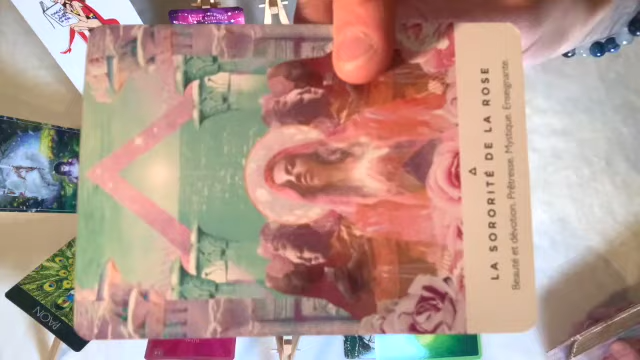 LA SORORITÉ DE LA ROSE
Beauté et dévotion. Prêtresse. Mystique. Enseignante.
PAON